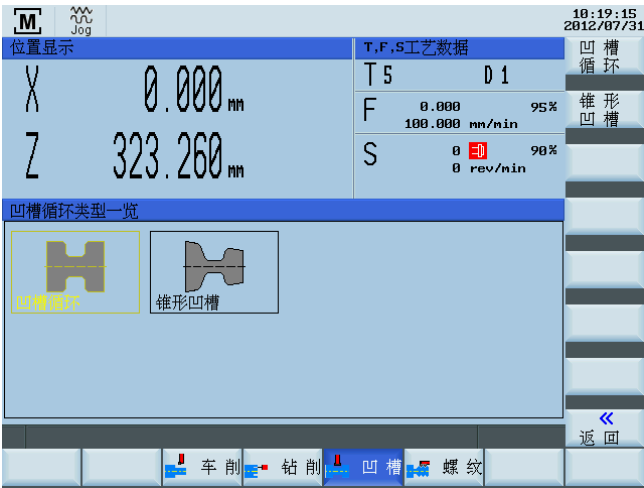 M
Jog
10:19:15
2012/07/31
位置显示
T,F,S工艺数据
X 0.000 mm
Z 323.260 mm
T 5 D 1
F 0.000 95%
100.000 mm/min
S 0 90%
0 rev/min
凹槽
循环
锥形
凹槽
凹槽循环类型一览
凹槽循环
锥形凹槽
«
返回
车削 钻削 凹槽 螺纹